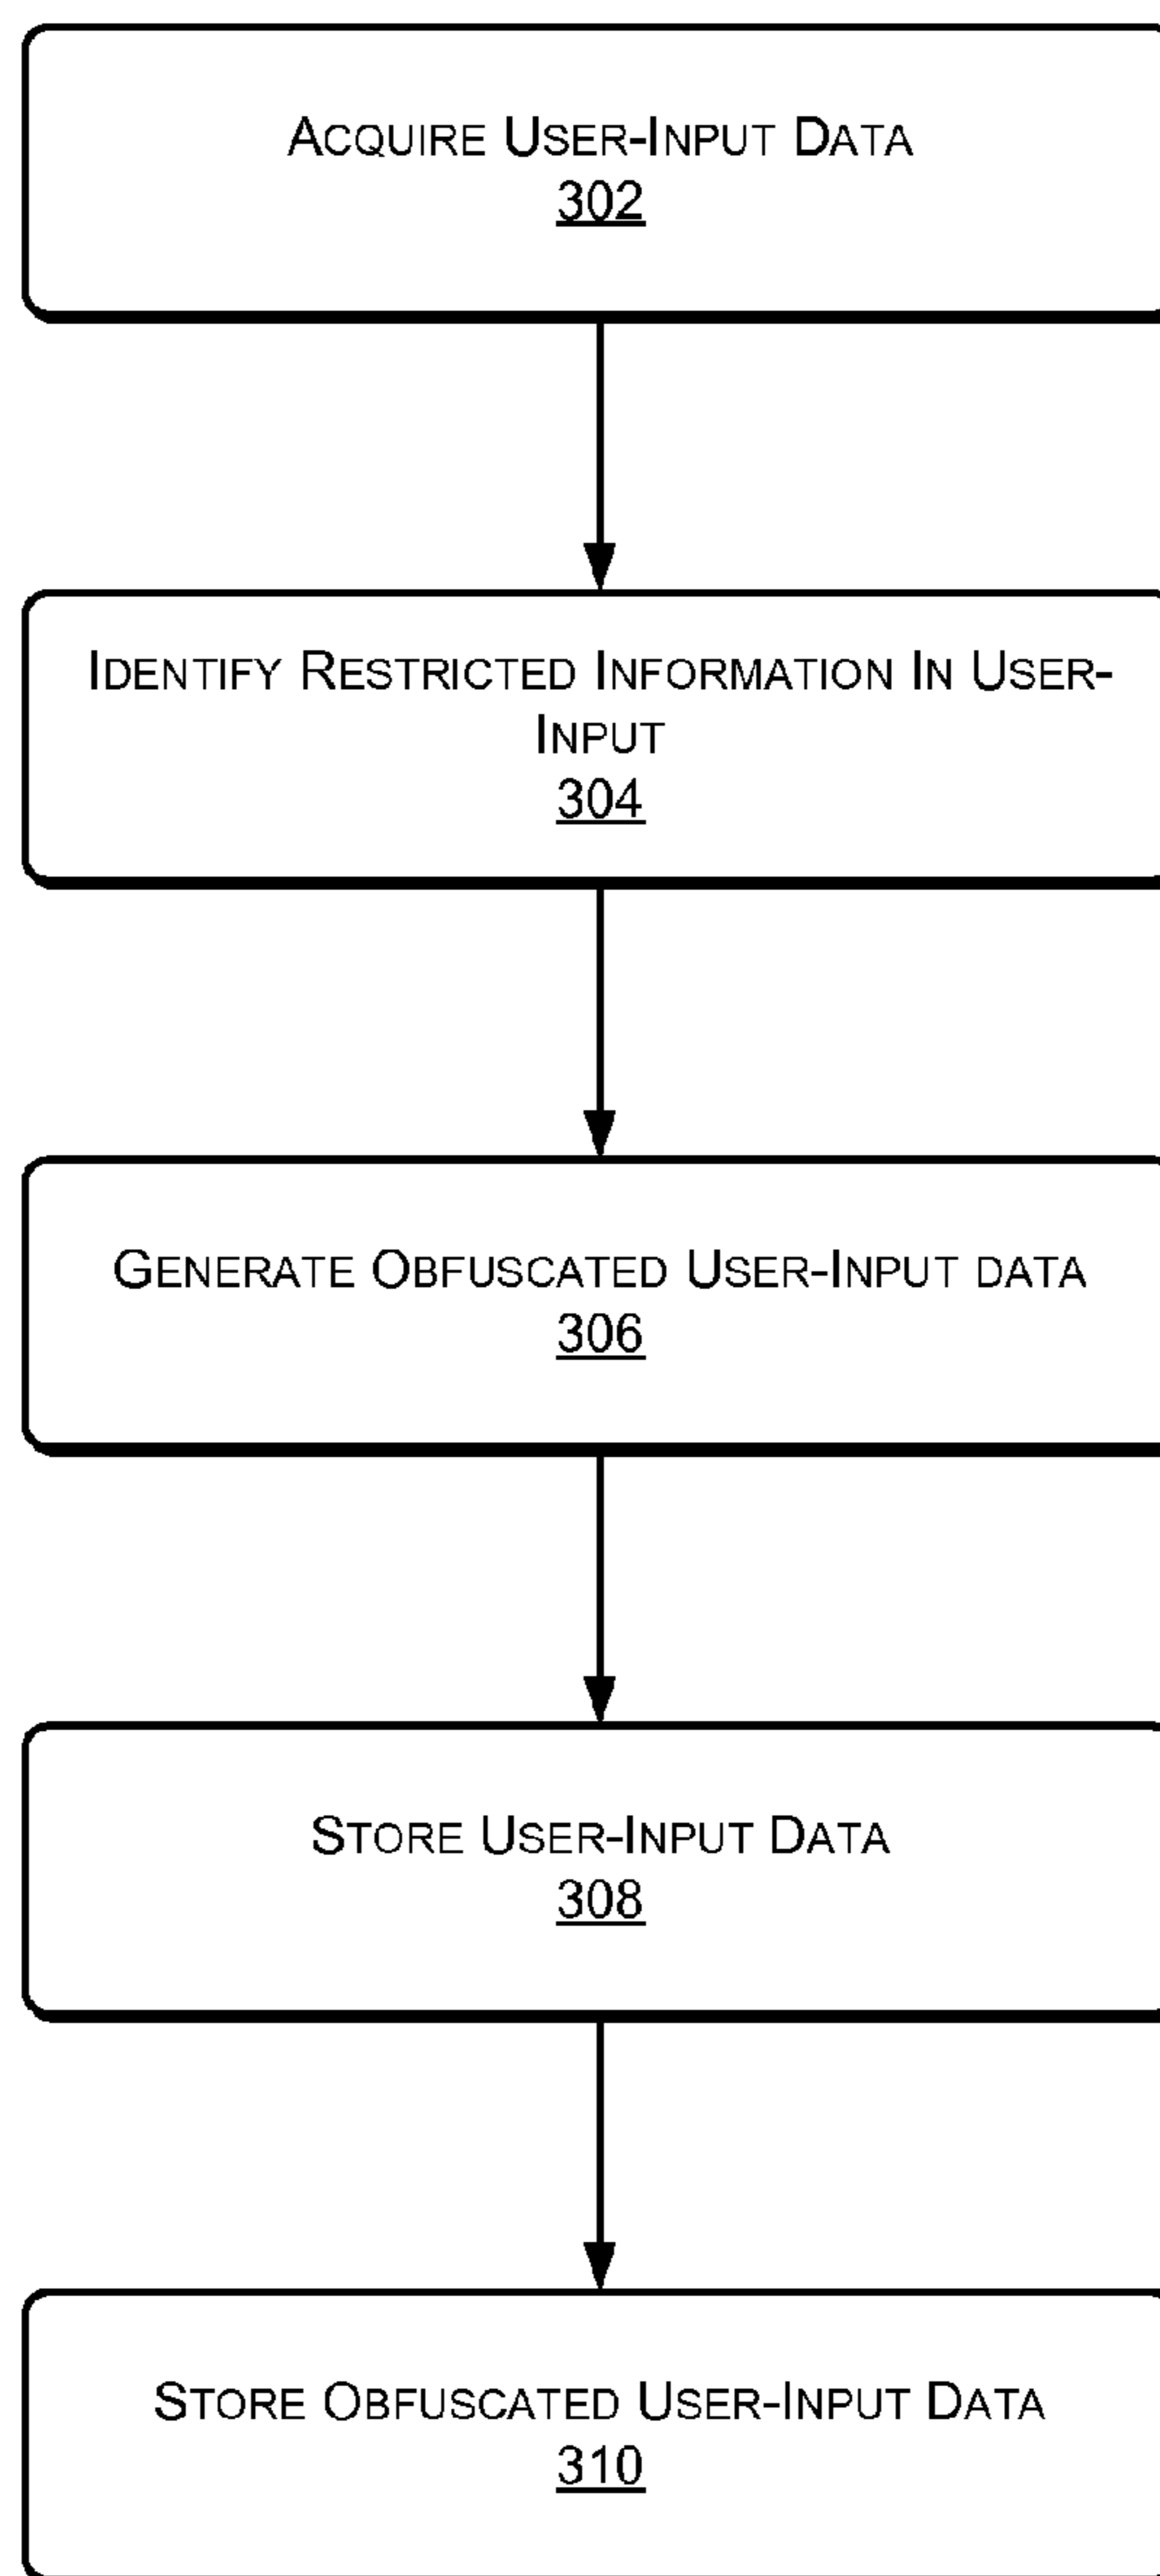 Acquire User-Input Data
302
Identify Restricted Information In User-
Input
304
Generate Obfuscated User-Input data
306
Store User-Input Data
308
Store Obfuscated User-Input Data
310